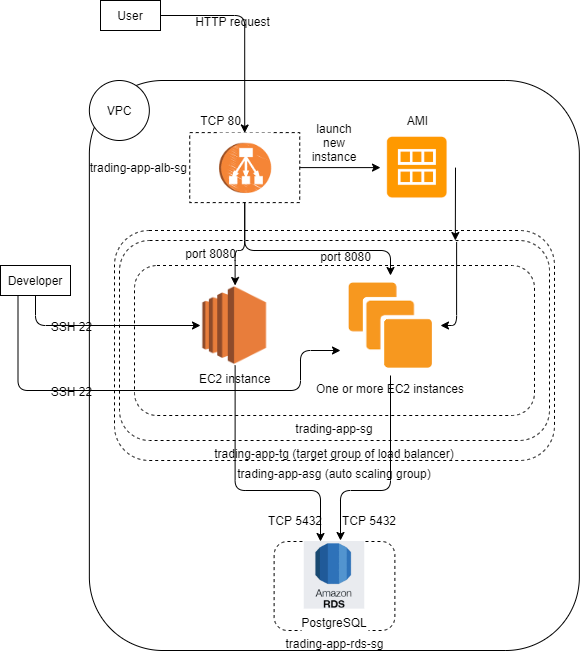 User
HTTP request
VPC
TCP 80
launch
new
instance
AMI
trading-app-alb-sg
port 8080
port 8080
Developer
SSH 22
EC2 instance
One or more EC2 instances
SSH 22
trading-app-sg
trading-app-tg (target group of load balancer)
trading-app-asg (auto scaling group)
TCP 5432
TCP 5432
Amazon
RDS
PostgreSQL
trading-app-rds-sg